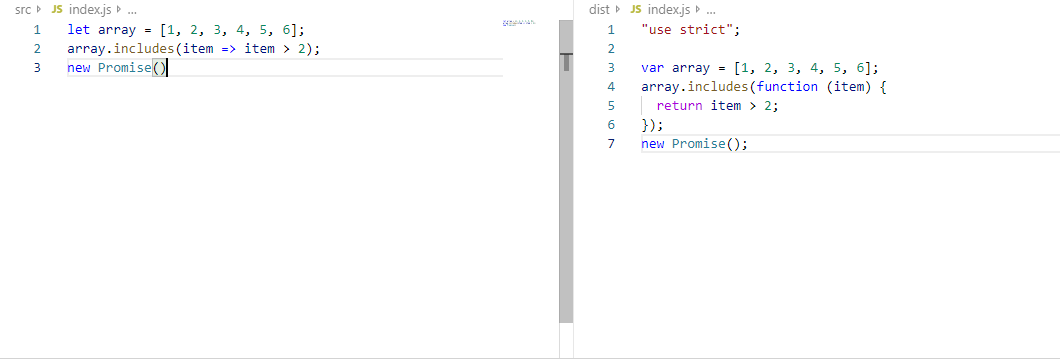 src JS index.js ...
1 let array = [1, 2, 3, 4, 5, 6];
2 array.includes(item => item > 2);
3 new Promise()
dist JS index.js ...
1 "use strict";
2
3 var array = [1, 2, 3, 4, 5, 6];
4 array.includes(function (item) {
5 return item > 2;
6 });
7 new Promise();